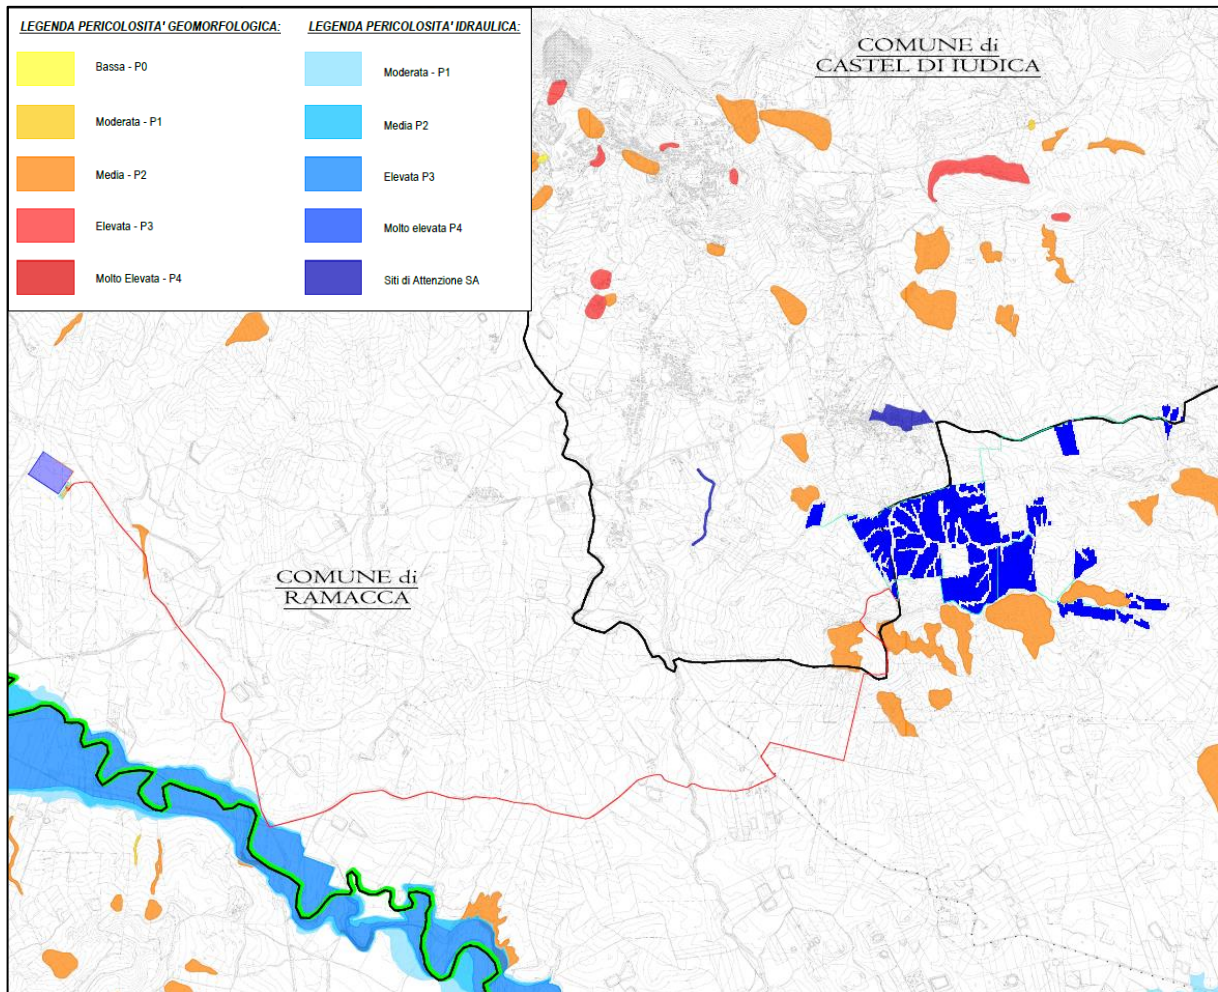 LEGENDA PERICOLOSITA' GEOMORFOLOGICA:
Bassa - P0
Moderata - P1
Media - P2
Elevata - P3
Molto Elevata - P4
LEGENDA PERICOLOSITA' IDRAULICA:
Moderata - P1
Media P2
Elevata P3
Molto elevata P4
Siti di Attenzione SA
COMUNE di
CASTEL DI IUDICA
COMUNE di
RAMACCA